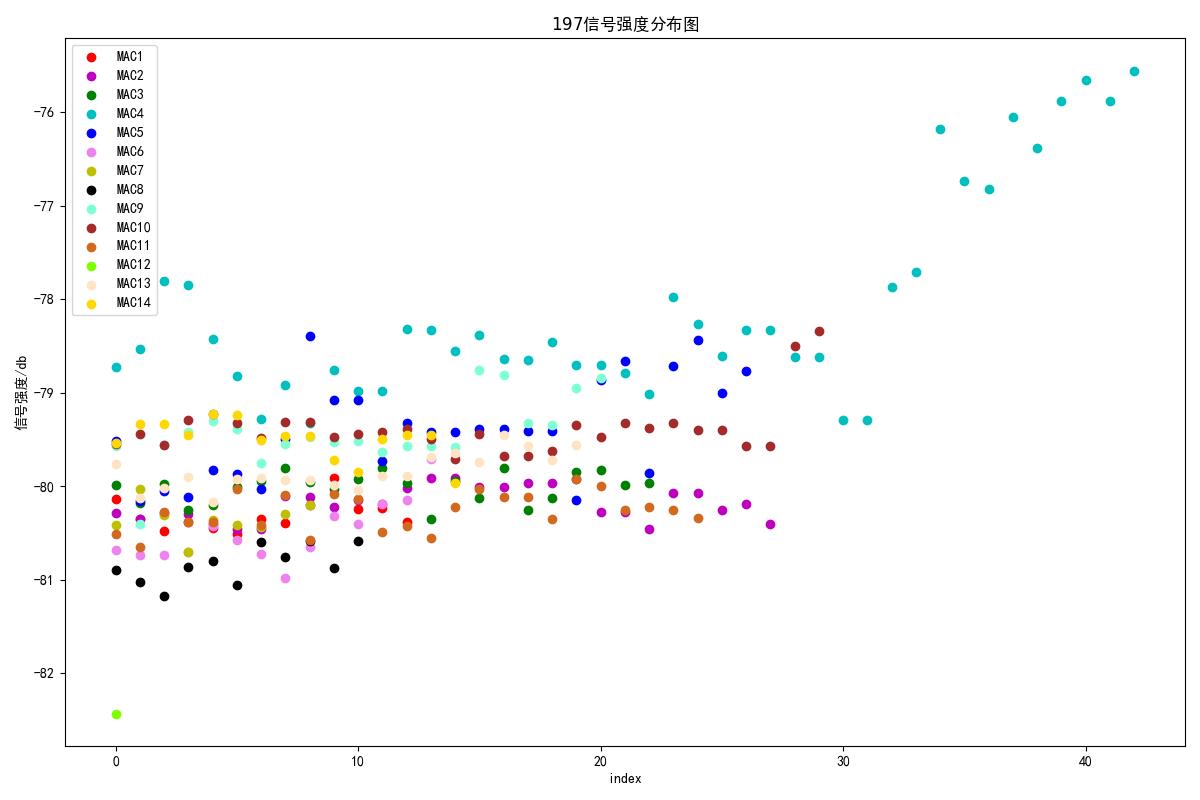 197信号强度分布图
MAC1
MAC2
MAC3
MAC4
MAC5
MAC6
MAC7
MAC8
MAC9
MAC10
MAC11
MAC12
MAC13
MAC14
信号强度/db
−76
−77
−78
−79
−80
−81
−82
0 10 20 30 40
index